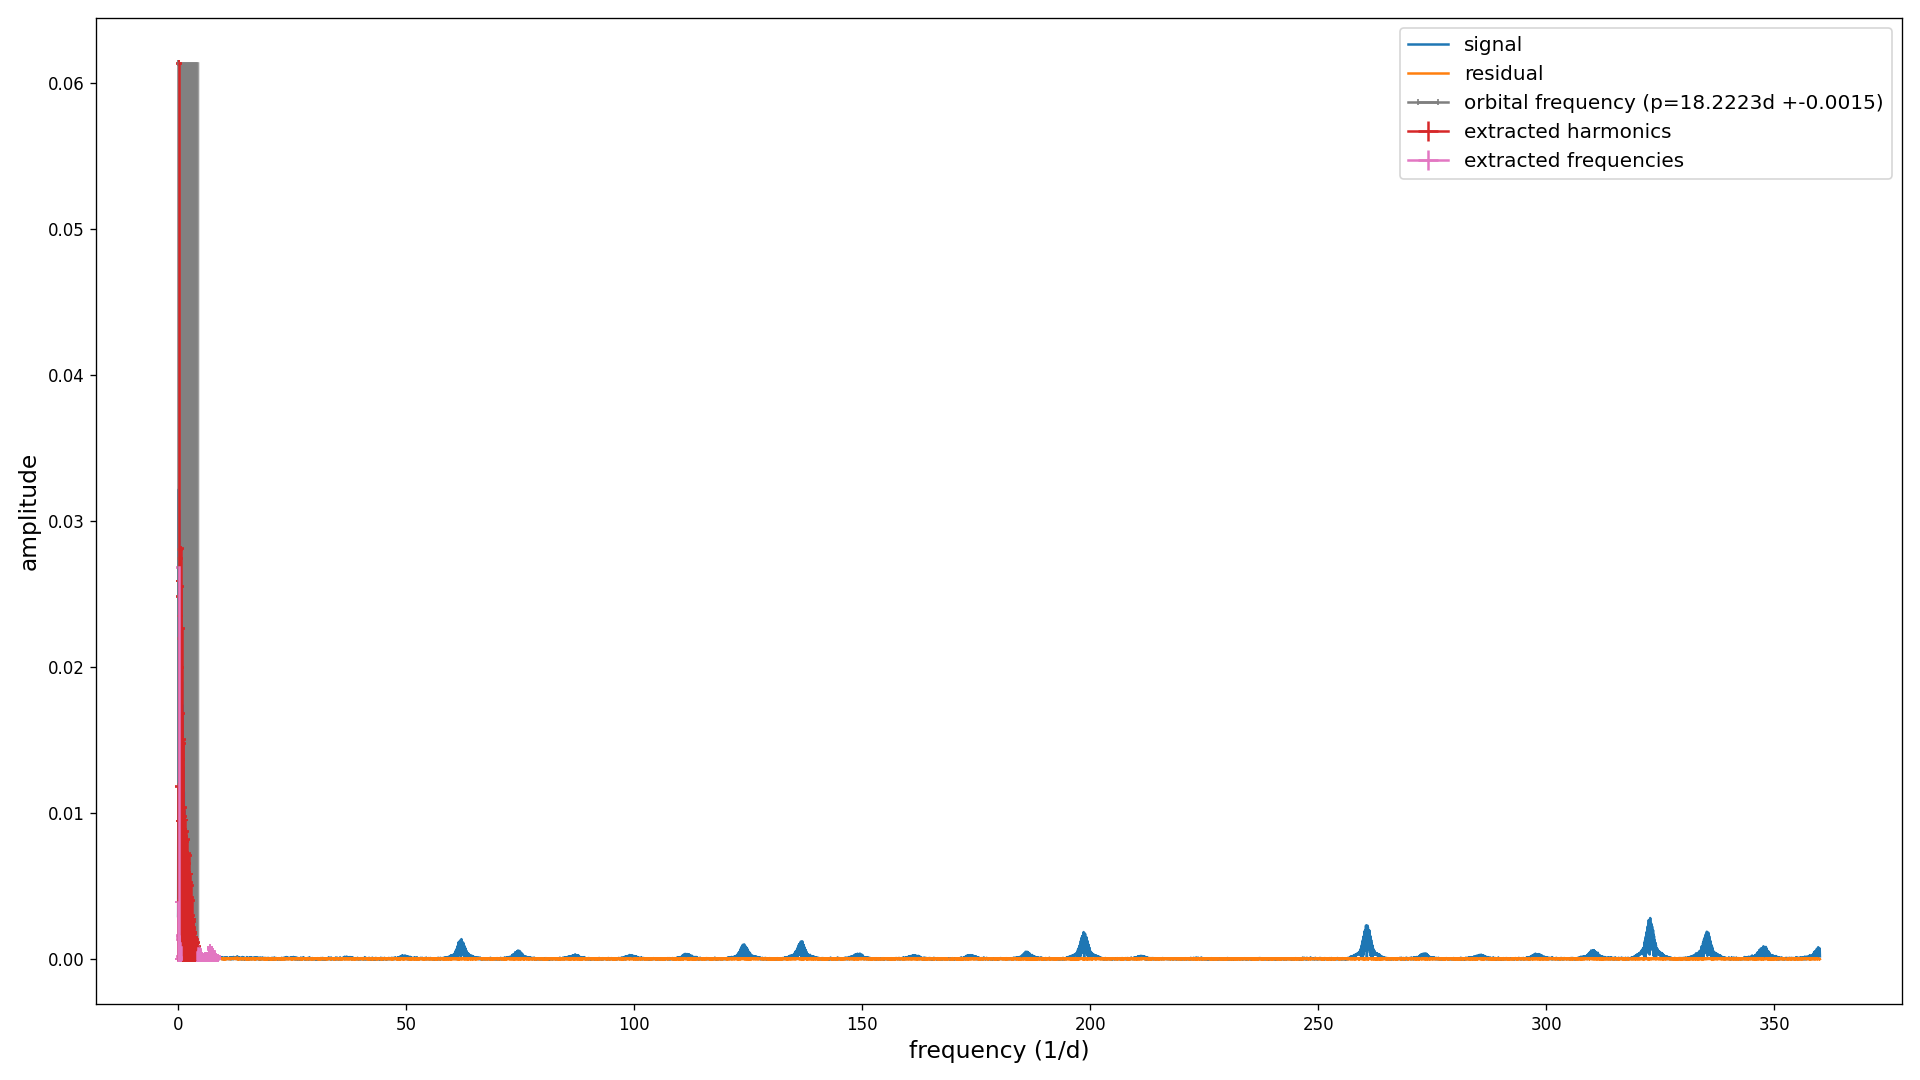 signal
residual
orbital frequency (p=18.2223d +-0.0015)
extracted harmonics
extracted frequencies
0.06
0.05
0.04
0.03
0.02
0.01
0.00
amplitude
0 50 100 150 200 250 300 350
frequency (1/d)